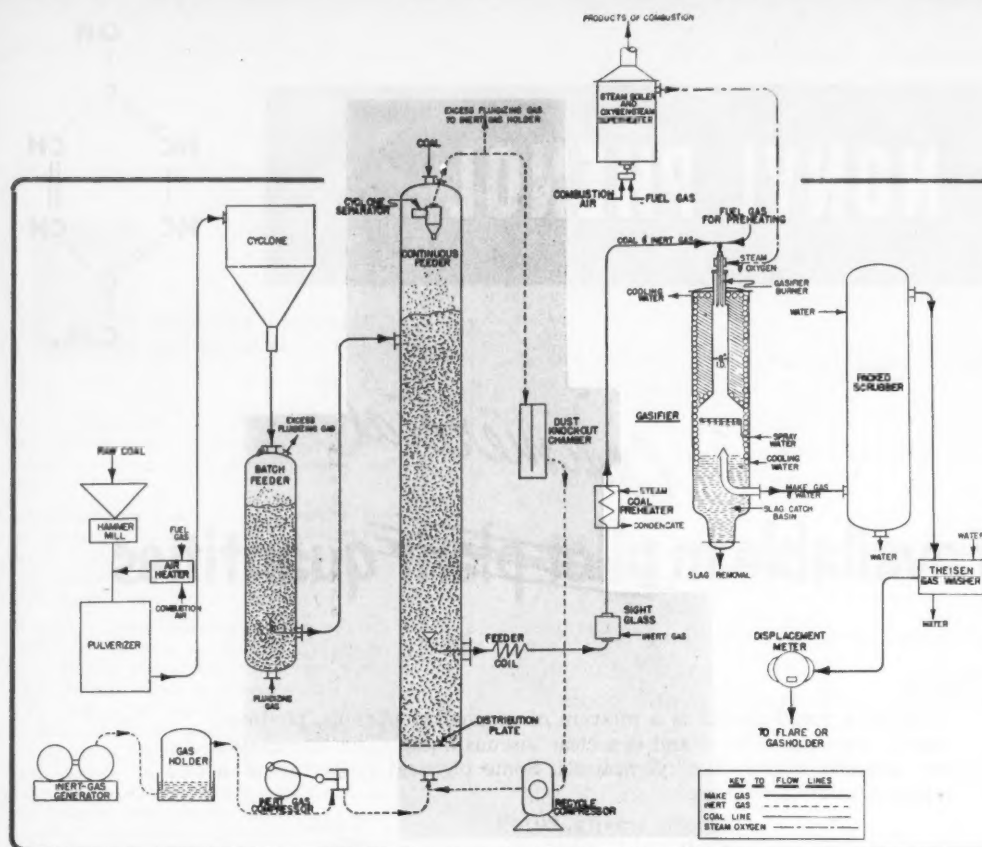 PRODUCTS OF COMBUSTION
STEAM BOILER
AND
OXYGEN-STEAM
SUPERHEATER
EXCESS FLUIDIZING GAS
TO INERT GAS HOLDER
COAL
COMBUSTION
AIR
FUEL GAS
CYCLONE
SEPARATOR
CONTINUOUS
FEEDER
FUEL GAS
FOR PREHEATING
COAL & INERT GAS
STEAM
& OXYGEN
GASIFIER
BURNER
CYCLONE
COOLING
WATER
WATER
PACKED
SCRUBBER
EXCESS
FLUIDIZING GAS
BATCH
FEEDER
DUST
KNOCKOUT
CHAMBER
GASIFIER
SPRAY
WATER
COOLING
WATER
RAW COAL
HAMMER
MILL
FUEL
GAS
AIR
HEATER
COMBUSTION
AIR
STEAM
COAL
PREHEATER
CONDENSATE
MAKE GAS
& WATER
SLAG CATCH
BASIN
SLAG REMOVAL
WATER
WATER
THEISEN
GAS WASHER
WATER
PULVERIZER
SIGHT
GLASS
INERT GAS
FEEDER
COIL
DISPLACEMENT
METER
FLUIDIZING
GAS
DISTRIBUTION
PLATE
TO FLARE OR
GASHOLDER
GAS
HOLDER
INERT-GAS
GENERATOR
INERT GAS
COMPRESSOR
RECYCLE
COMPRESSOR
KEY TO FLOW LINES
MAKE GAS
INERT GAS
COAL LINE
STEAM OXYGEN